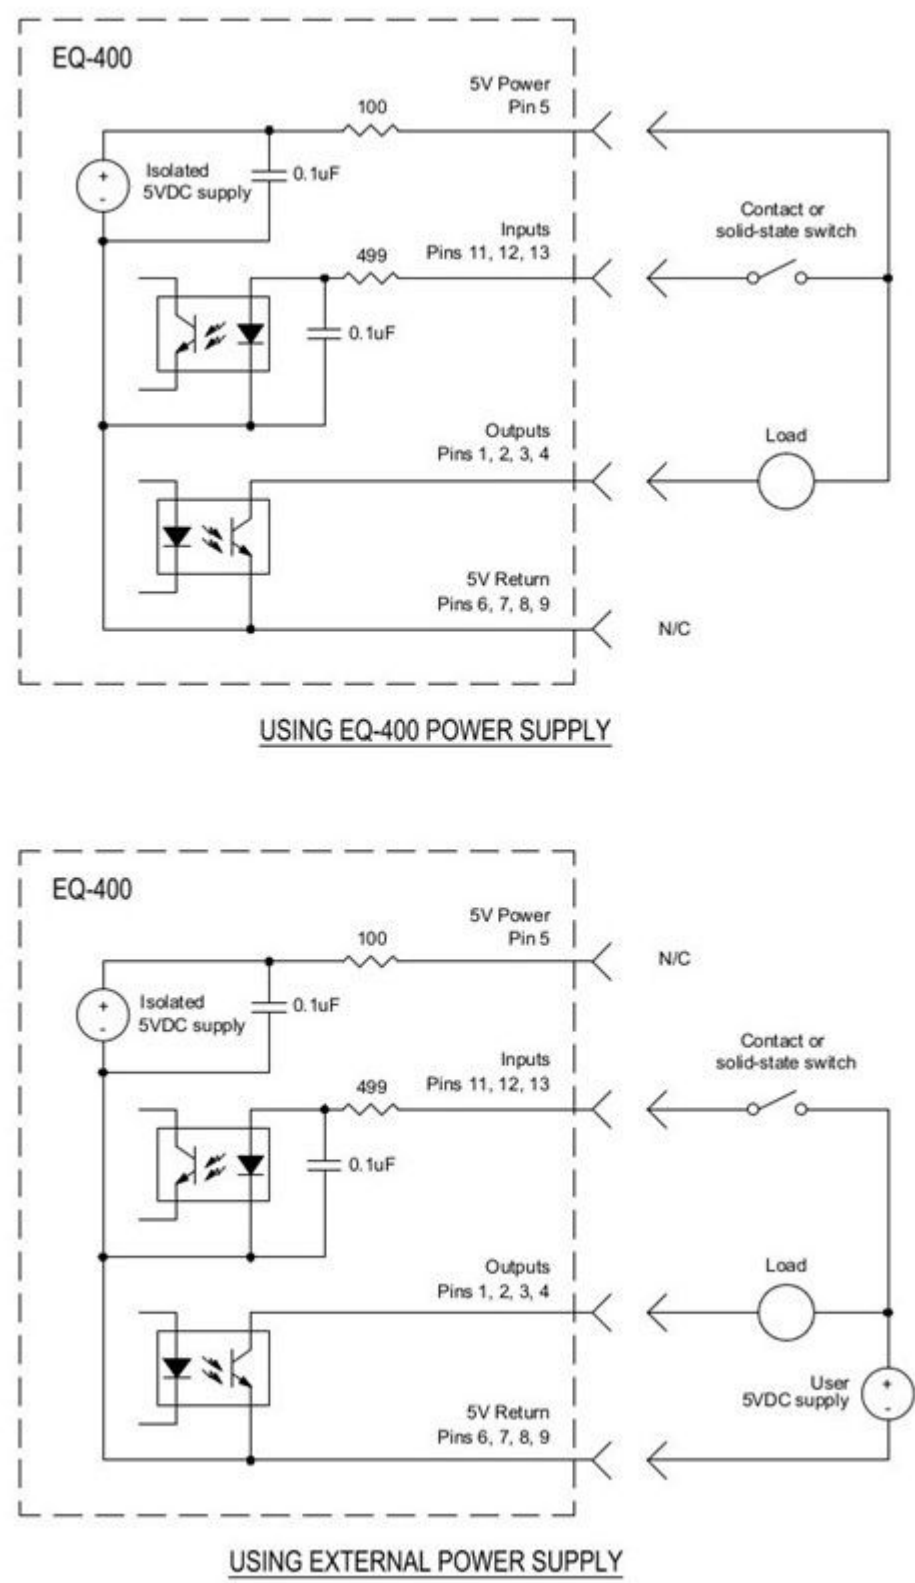 EQ-400
5V Power
Pin 5
100
+
-
Isolated
5VDC supply
0.1uF
Contact or
solid-state switch
Inputs
Pins 11, 12, 13
499
0.1uF
Outputs
Pins 1, 2, 3, 4
Load
5V Return
Pins 6, 7, 8, 9
N/C
USING EQ-400 POWER SUPPLY
EQ-400
5V Power
Pin 5
100
N/C
+
-
Isolated
5VDC supply
0.1uF
Contact or
solid-state switch
Inputs
Pins 11, 12, 13
499
0.1uF
Outputs
Pins 1, 2, 3, 4
Load
User
5VDC supply
+
-
5V Return
Pins 6, 7, 8, 9
USING EXTERNAL POWER SUPPLY